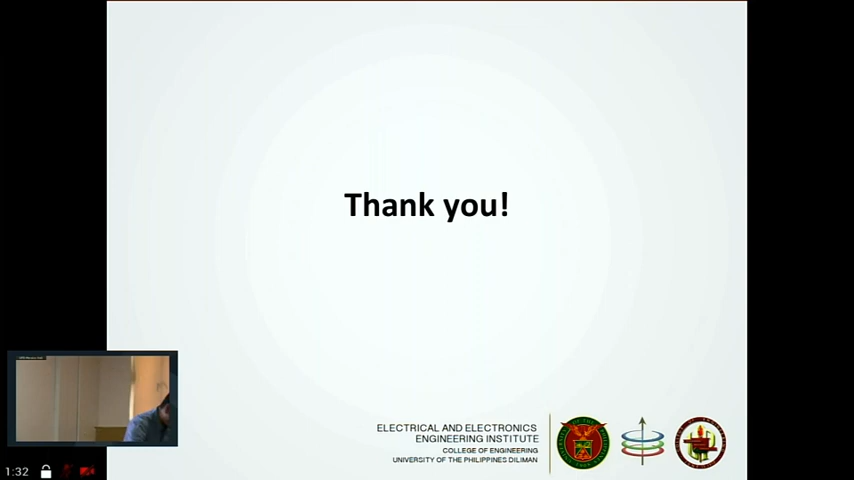 Thank you!
ELECTRICAL AND ELECTRONICS
ENGINEERING INSTITUTE
COLLEGE OF ENGINEERING
UNIVERSITY OF THE PHILIPPINES DILIMAN
1:32